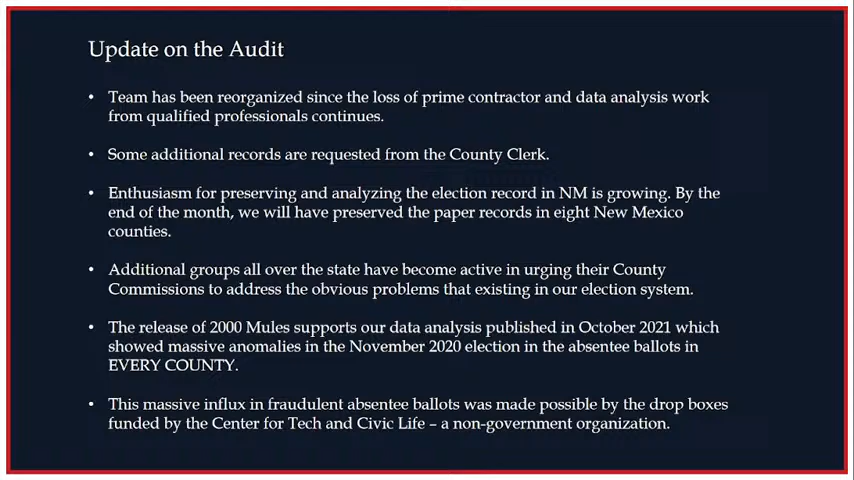 Update on the Audit
• Team has been reorganized since the loss of prime contractor and data analysis work
from qualified professionals continues.
• Some additional records are requested from the County Clerk.
• Enthusiasm for preserving and analyzing the election record in NM is growing. By the
end of the month, we will have preserved the paper records in eight New Mexico
counties.
• Additional groups all over the state have become active in urging their County
Commissions to address the obvious problems that existing in our election system.
• The release of 2000 Mules supports our data analysis published in October 2021 which
showed massive anomalies in the November 2020 election in the absentee ballots in
EVERY COUNTY.
• This massive influx in fraudulent absentee ballots was made possible by the drop boxes
funded by the Center for Tech and Civic Life – a non-government organization.